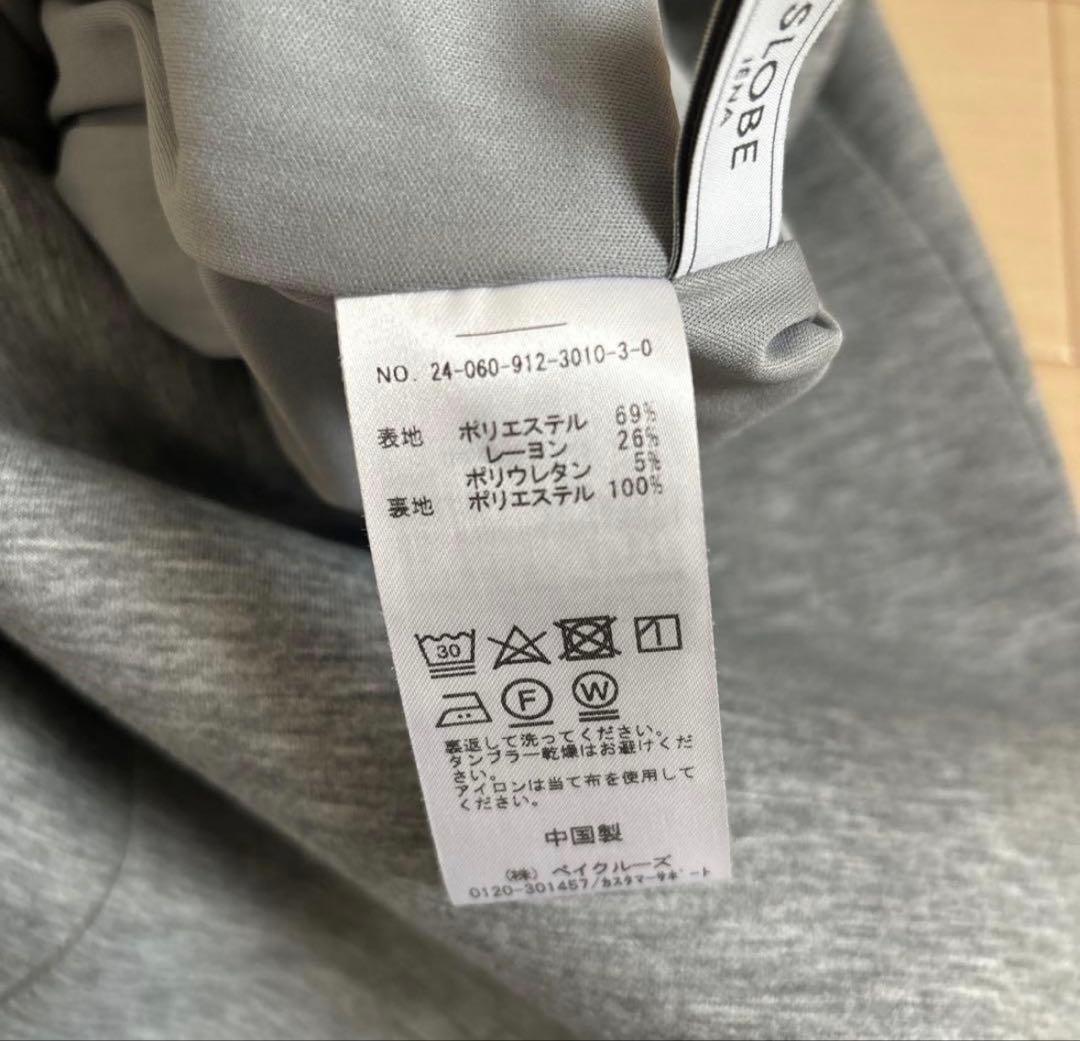 SLOBE
IENA
NO. 24-060-912-3010-3-0
表地 ポリエステル 69%
レーヨン 26%
ポリウレタン 5%
裏地 ポリエステル 100%
30
F W
裏返して洗ってください。
タンブラー乾燥はお避けくだ
さい。
アイロンは当て布を使用して
ください。
中国製
(株) ベイクルーズ
0120-301457/カスタマーサポート